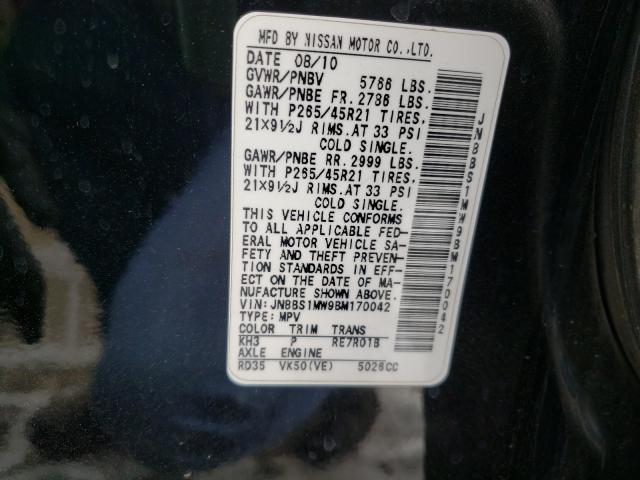 MFD BY NISSAN MOTOR CO.,LTD.
DATE 08/10
GVWR/PNBV 5766 LBS.
GAWR/PNBE FR. 2786 LBS.
WITH P265/45R21 TIRES,
21X9½J RIMS.AT 33 PSI
COLD SINGLE.
GAWR/PNBE RR. 2999 LBS.
WITH P265/45R21 TIRES,
21X9½J RIMS.AT 33 PSI
COLD SINGLE.
THIS VEHICLE CONFORMS
TO ALL APPLICABLE FED-
ERAL MOTOR VEHICLE SA-
FETY AND THEFT PREVEN-
TION STANDARDS IN EFF-
ECT ON THE DATE OF MA-
NUFACTURE SHOWN ABOVE.
VIN: JN8BS1MW9BM170042
TYPE: MPV
COLOR TRIM TRANS
KH3 P RE7R01B
AXLE ENGINE
RD35 VK50(VE) 5026CC
JN8BS1MW9BM170042